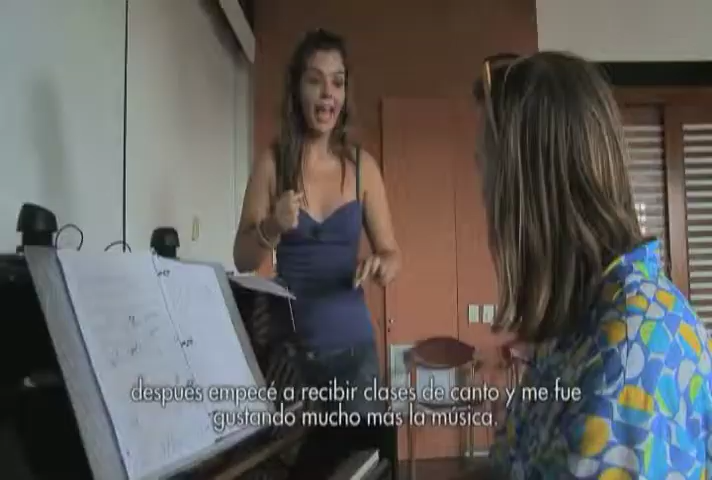 después empecé a recibir clases de canto y me fue
gustando mucho más la música.